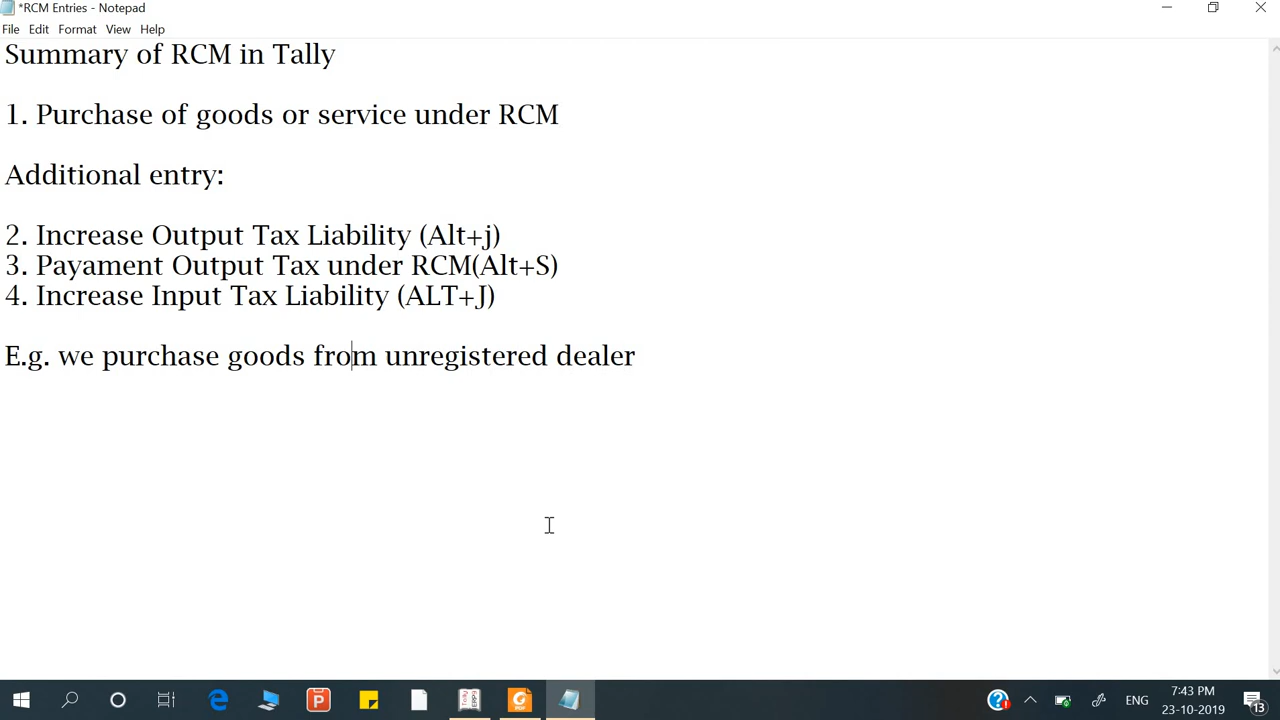 *RCM Entries - Notepad
File Edit Format View Help
Summary of RCM in Tally
1. Purchase of goods or service under RCM
Additional entry:
2. Increase Output Tax Liability (Alt+j)
3. Payament Output Tax under RCM(Alt+S)
4. Increase Input Tax Liability (ALT+J)
E.g. we purchase goods from unregistered dealer
ENG
7:43 PM
23-10-2019
13